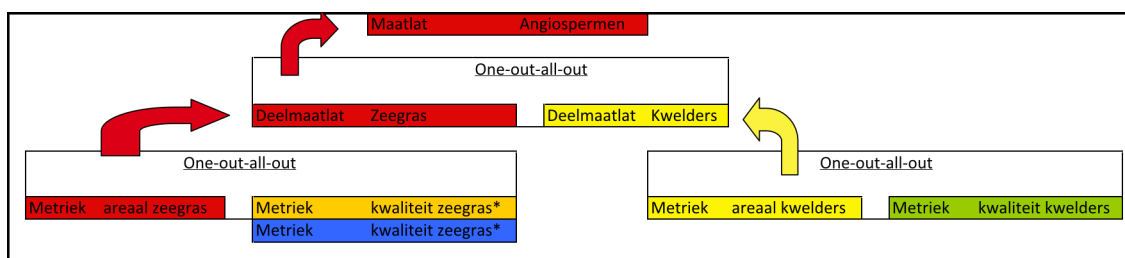 Maatlat Angiospermen
One-out-all-out
Deelmaatlat Zeegras Deelmaatlat Kwelders
One-out-all-out One-out-all-out
Metriek areaal zeegras Metriek kwaliteit zeegras* Metriek areaal kwelders Metriek kwaliteit kwelders
Metriek kwaliteit zeegras*